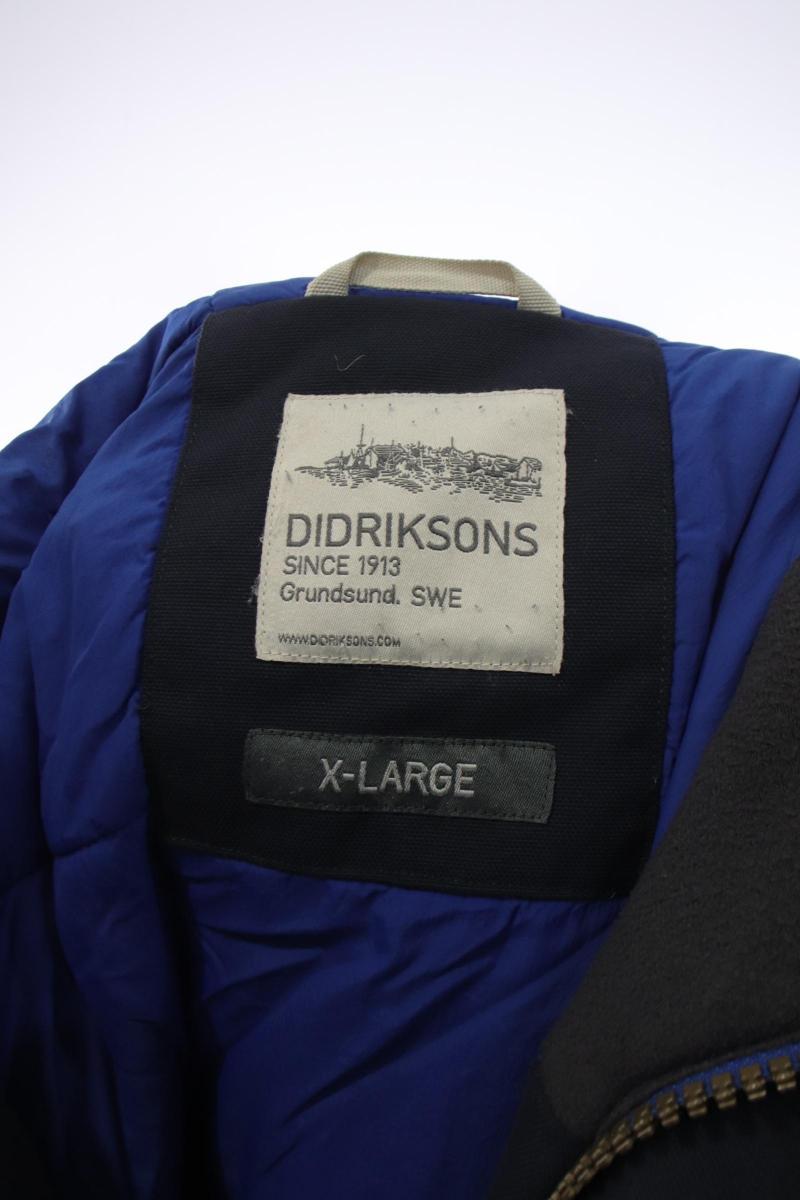 DIDRIKSONS
SINCE 1913
Grundsund. SWE
WWW.DIDRIKSONS.COM
X-LARGE